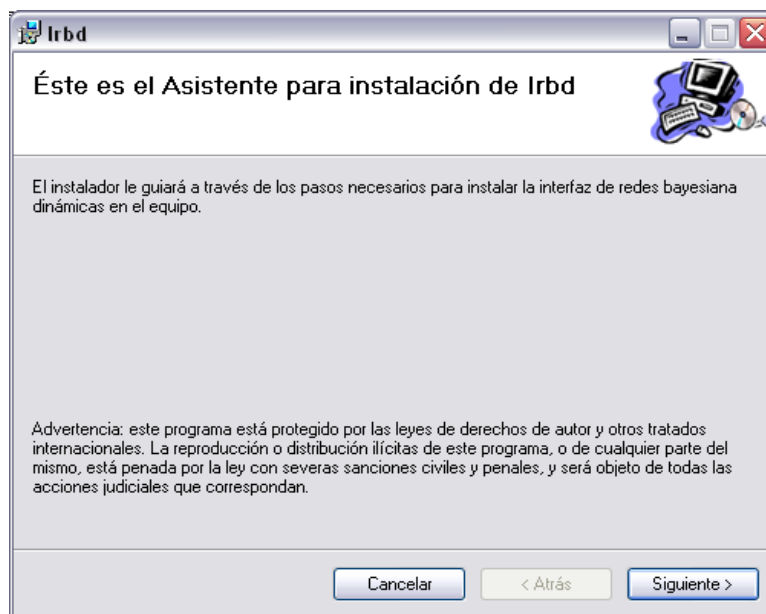 Irbd
Éste es el Asistente para instalación de Irbd
El instalador le guiará a través de los pasos necesarios para instalar la interfaz de redes bayesiana
dinámicas en el equipo.
Advertencia: este programa está protegido por las leyes de derechos de autor y otros tratados
internacionales. La reproducción o distribución ilícitas de este programa, o de cualquier parte del
mismo, está penada por la ley con severas sanciones civiles y penales, y será objeto de todas las
acciones judiciales que correspondan.
Cancelar < Atrás Siguiente >